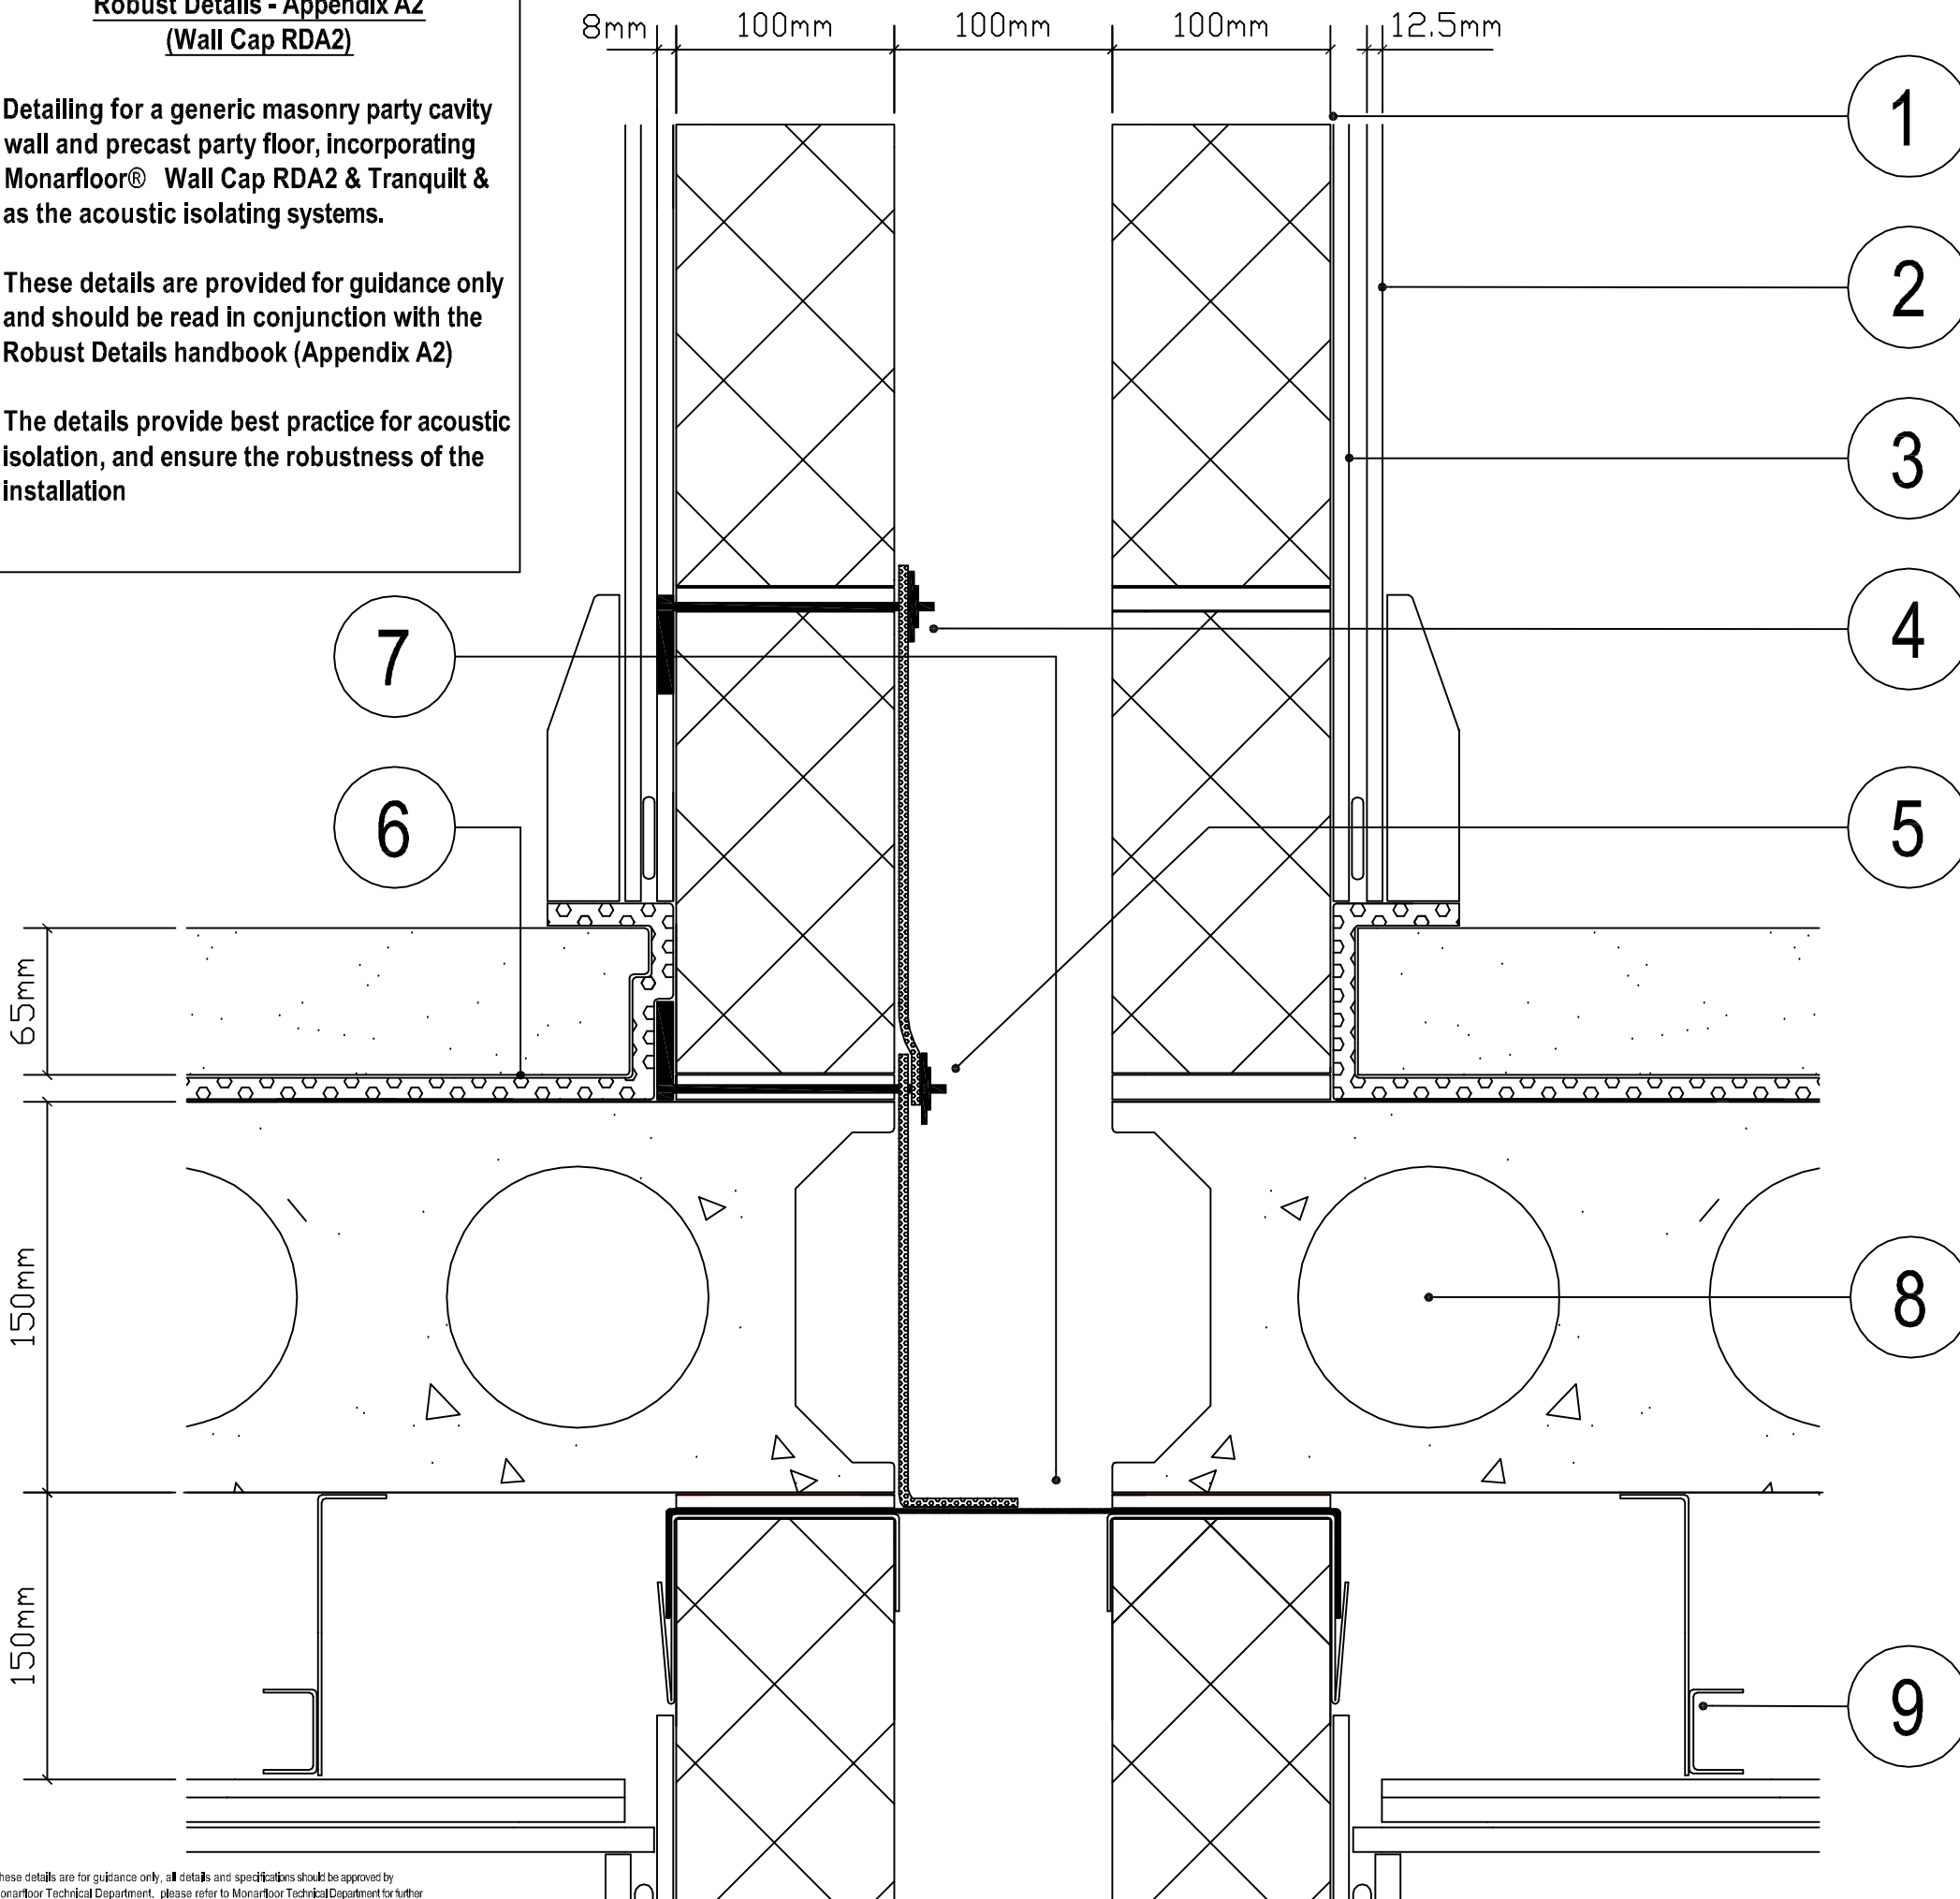 Robust Details - Appendix A2
(Wall Cap RDA2)
Detailing for a generic masonry party cavity
wall and precast party floor, incorporating
Monarfloor® Wall Cap RDA2 & Tranquilt &
as the acoustic isolating systems.
These details are provided for guidance only
and should be read in conjunction with the
Robust Details handbook (Appendix A2)
The details provide best practice for acoustic
isolation, and ensure the robustness of the
installation
8mm
100mm
100mm
100mm
12.5mm
1
2
3
4
7
5
6
65mm
150mm
8
150mm
9
hese details are for guidance only, all details and specifications should be approved by
onarfloor Technical Department, please refer to Monarfloor Technical Department for further